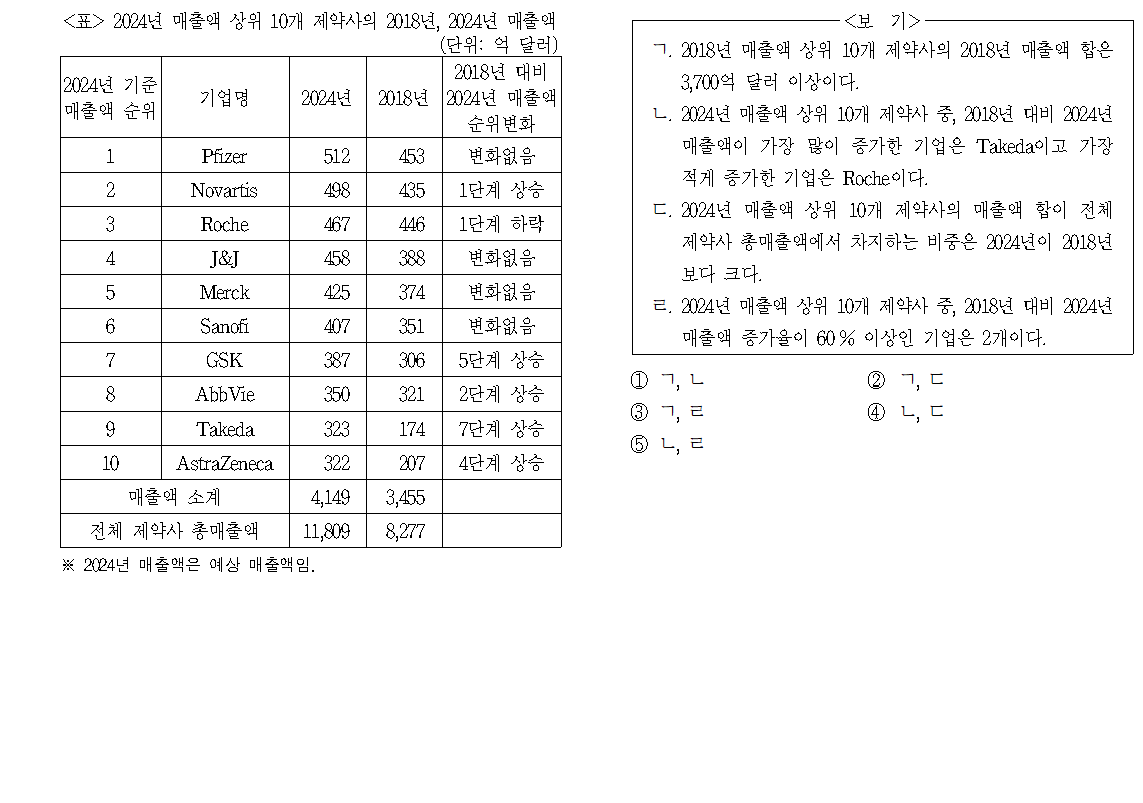 <표> 2024년 매출액 상위 10개 제약사의 2018년, 2024년 매출액
(단위: 억 달러)
2024년 기준 매출액 순위 기업명 2024년 2018년 2018년 대비 2024년 매출액 순위변화
1 Pfizer 512 453 변화없음
2 Novartis 498 435 1단계 상승
3 Roche 467 446 1단계 하락
4 J&J 458 388 변화없음
5 Merck 425 374 변화없음
6 Sanofi 407 351 변화없음
7 GSK 387 306 5단계 상승
8 AbbVie 350 321 2단계 상승
9 Takeda 323 174 7단계 상승
10 AstraZeneca 322 207 4단계 상승
매출액 소계 4,149 3,455
전체 제약사 총매출액 11,809 8,277
※ 2024년 매출액은 예상 매출액임.
<보 기>
ㄱ. 2018년 매출액 상위 10개 제약사의 2018년 매출액 합은
3,700억 달러 이상이다.
ㄴ. 2024년 매출액 상위 10개 제약사 중, 2018년 대비 2024년
매출액이 가장 많이 증가한 기업은 Takeda이고 가장
적게 증가한 기업은 Roche이다.
ㄷ. 2024년 매출액 상위 10개 제약사의 매출액 합이 전체
제약사 총매출액에서 차지하는 비중은 2024년이 2018년
보다 크다.
ㄹ. 2024년 매출액 상위 10개 제약사 중, 2018년 대비 2024년
매출액 증가율이 60 % 이상인 기업은 2개이다.
① ㄱ, ㄴ ② ㄱ, ㄷ
③ ㄱ, ㄹ ④ ㄴ, ㄷ
⑤ ㄴ, ㄹ